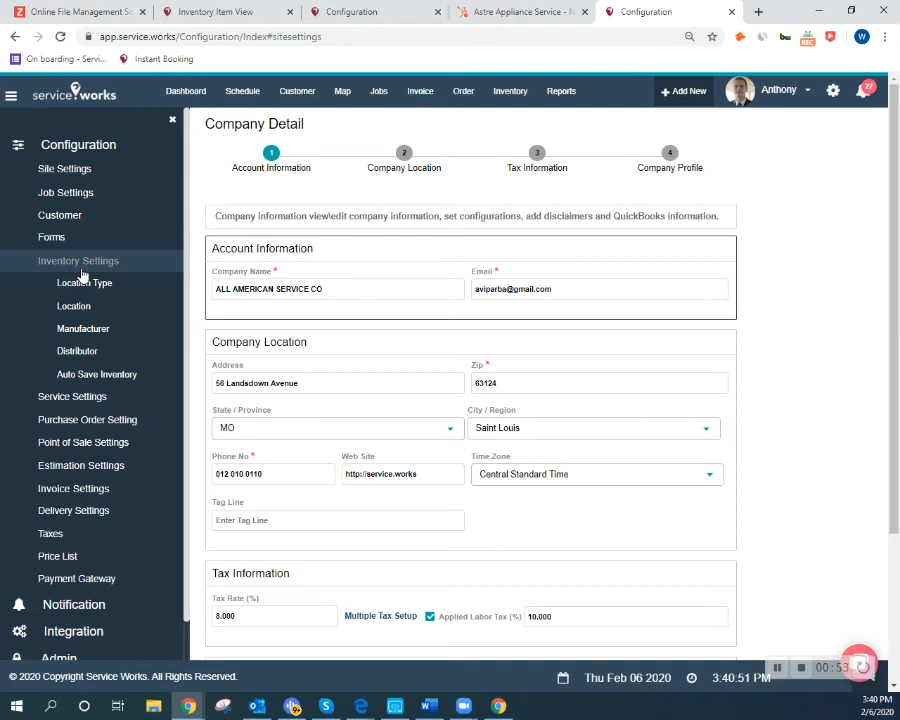 Online File Management So
Inventory Item View
Configuration
Astre Appliance Service - N
Configuration
app.service.works/Configuration/Index#sitesettings
On boarding - Servi...
Instant Booking
service works
Dashboard
Schedule
Customer
Map
Jobs
Invoice
Order
Inventory
Reports
Add New
Anthony
27
Configuration
Site Settings
Job Settings
Customer
Forms
Inventory Settings
Location Type
Location
Manufacturer
Distributor
Auto Save Inventory
Service Settings
Purchase Order Setting
Point of Sale Settings
Estimation Settings
Invoice Settings
Delivery Settings
Taxes
Price List
Payment Gateway
Notification
Integration
Admin
Company Detail
1
2
3
4
Account Information
Company Location
Tax Information
Company Profile
Company information view\edit company information, set configurations, add disclaimers and QuickBooks information.
Account Information
Company Name *
Email *
ALL AMERICAN SERVICE CO
aviparba@gmail.com
Company Location
Address
Zip *
56 Landsdown Avenue
63124
State / Province
City / Region
MO
Saint Louis
Phone No *
Web Site
Time Zone
012 010 0110
http://service.works
Central Standard Time
Tag Line
Enter Tag Line
Tax Information
Tax Rate (%)
8.000
Multiple Tax Setup
Applied Labor Tax (%)
10.000
00:53
© 2020 Copyright Service Works. All Rights Reserved.
Thu Feb 06 2020
3:40:51 PM
3:40 PM
2/6/2020